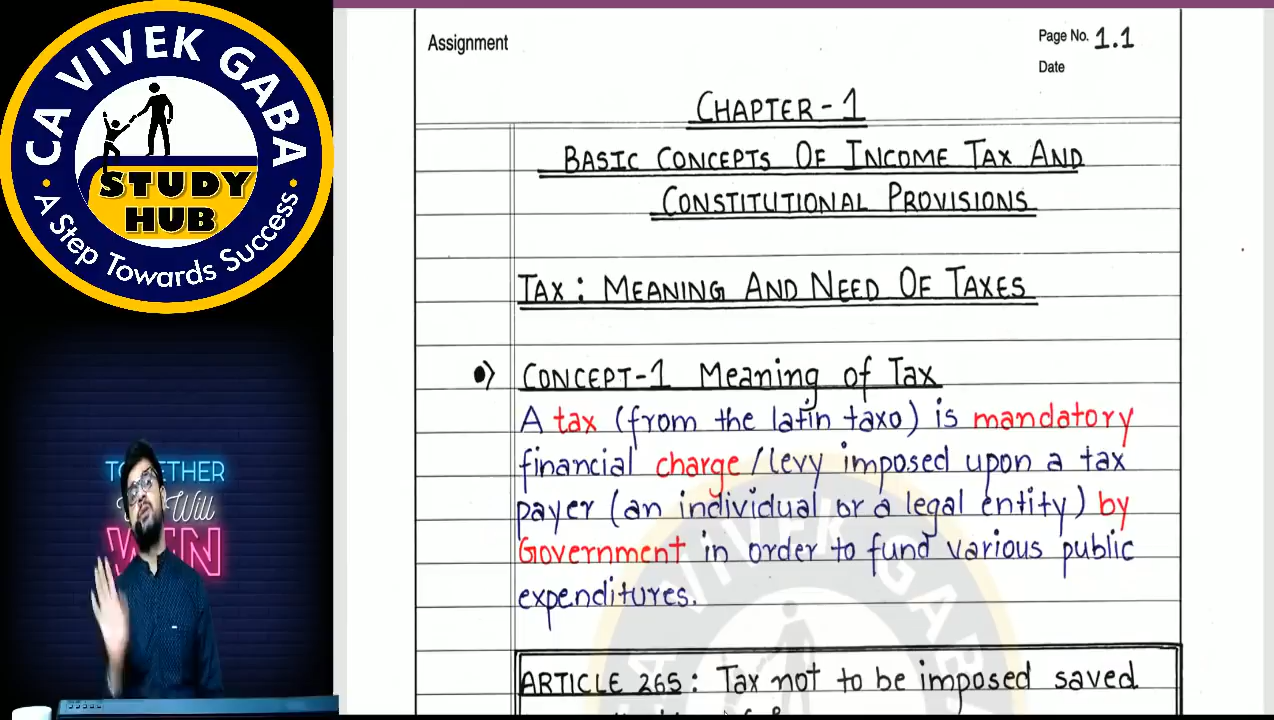 CA VIVEK GABA
STUDY
HUB
A Step Towards Success
TOGETHER
Will
WIN
Assignment
Page No. 1.1
Date
CHAPTER - 1
BASIC CONCEPTS OF INCOME TAX AND
CONSTITUTIONAL PROVISIONS
TAX : MEANING AND NEED OF TAXES
CONCEPT-1 Meaning of Tax
A tax (from the latin taxo) is mandatory
financial charge/levy imposed upon a tax
payer (an individual or a legal entity) by
Government in order to fund various public
expenditures.
ARTICLE 265 : Tax not to be imposed saved